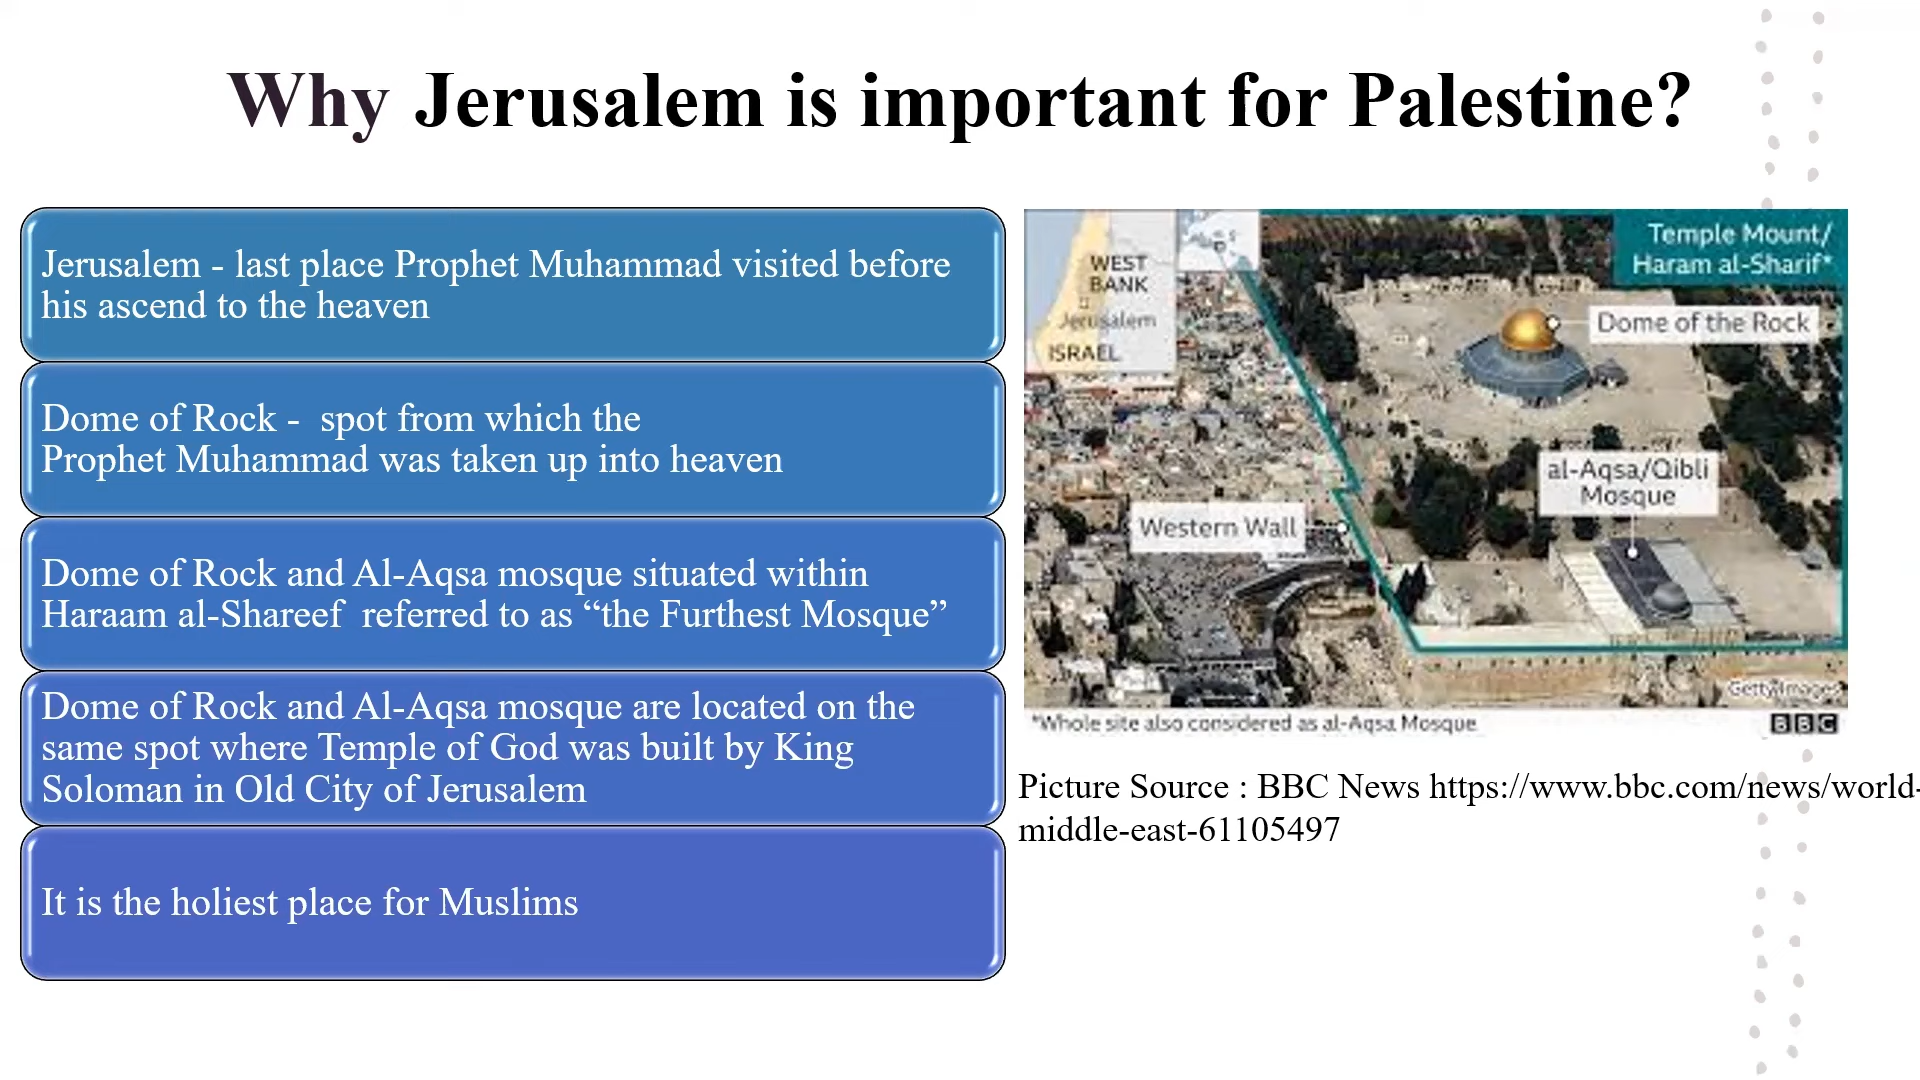 Why Jerusalem is important for Palestine?
Jerusalem - last place Prophet Muhammad visited before
his ascend to the heaven
Dome of Rock -  spot from which the
Prophet Muhammad was taken up into heaven
Dome of Rock and Al-Aqsa mosque situated within
Haraam al-Shareef  referred to as “the Furthest Mosque”
Dome of Rock and Al-Aqsa mosque are located on the
same spot where Temple of God was built by King
Soloman in Old City of Jerusalem
It is the holiest place for Muslims
WEST
BANK
Jerusalem
ISRAEL
Temple Mount/
Haram al-Sharif*
Dome of the Rock
al-Aqsa/Qibli
Mosque
Western Wall
Getty Images
*Whole site also considered as al-Aqsa Mosque
BBC
Picture Source : BBC News https://www.bbc.com/news/world-
middle-east-61105497